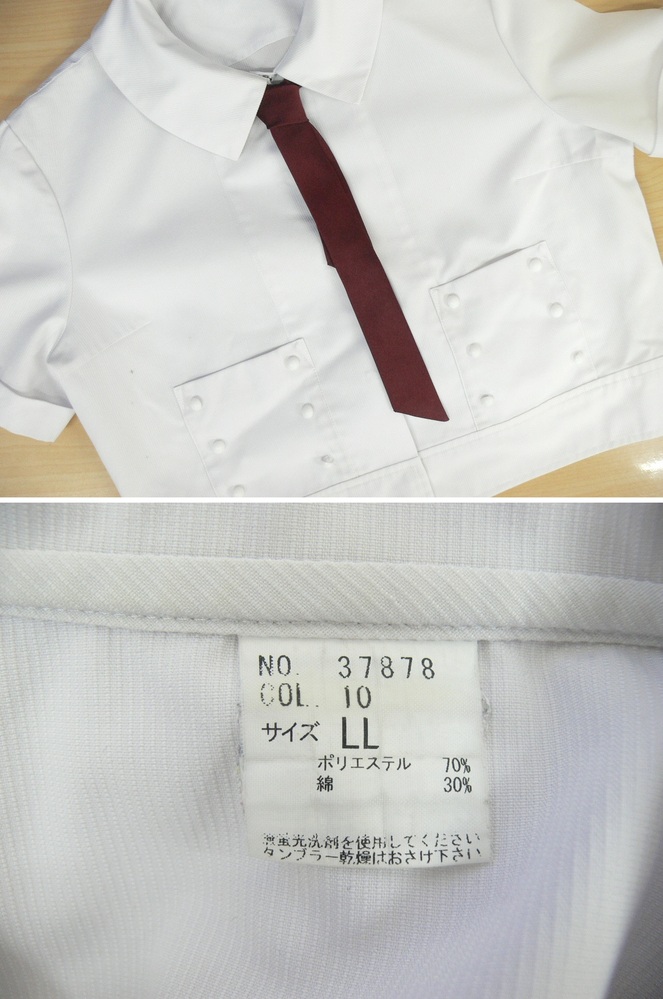 NO. 37878
COL. 10
サイズ LL
ポリエステル 70%
綿 30%
無蛍光洗剤を使用してください
タンブラー乾燥はおさけ下さい